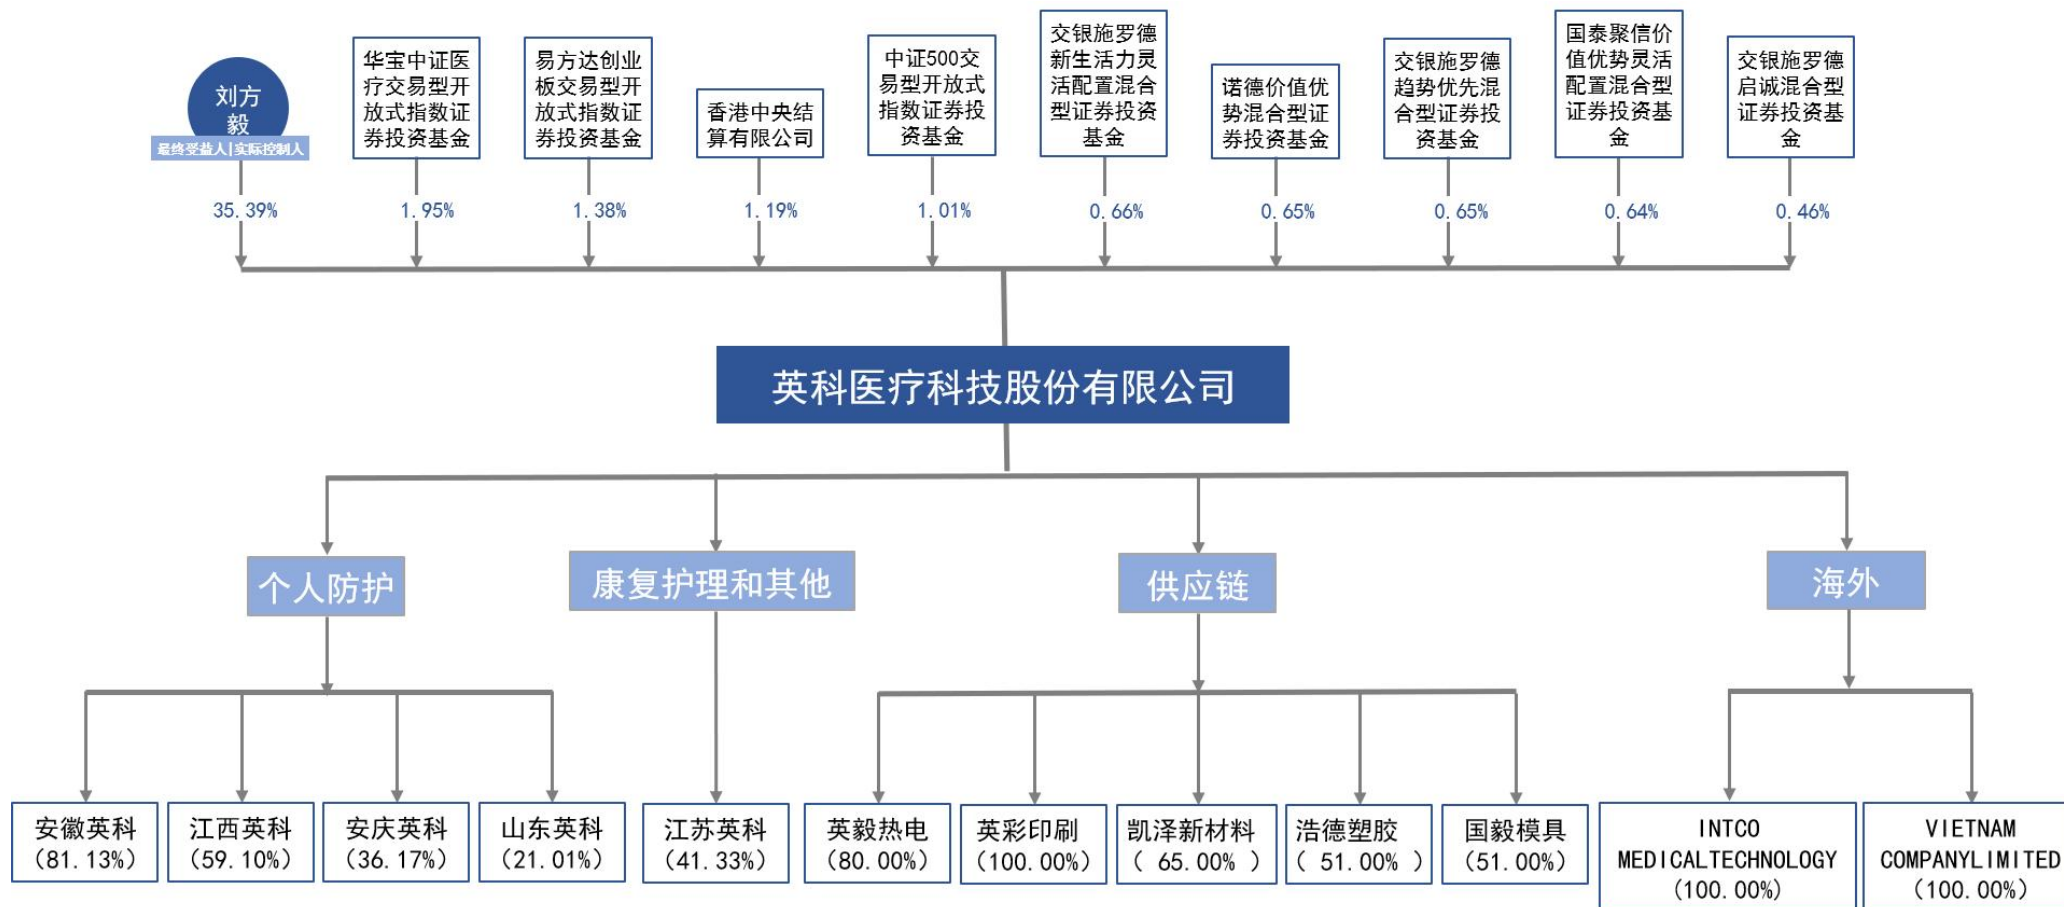 刘方
毅
最终受益人|实际控制人
35.39%
华宝中证医
疗交易型开
放式指数证
券投资基金
1.95%
易方达创业
板交易型开
放式指数证
券投资基金
1.38%
香港中央结
算有限公司
1.19%
中证500交
易型开放式
指数证券投
资基金
1.01%
交银施罗德
新生活力灵
活配置混合
型证券投资
基金
0.66%
诺德价值优
势混合型证
券投资基金
0.65%
交银施罗德
趋势优先混
合型证券投
资基金
0.65%
国泰聚信价
值优势灵活
配置混合型
证券投资基
金
0.64%
交银施罗德
启诚混合型
证券投资基
金
0.46%
英科医疗科技股份有限公司
个人防护
康复护理和其他
供应链
海外
安徽英科
(81.13%)
江西英科
(59.10%)
安庆英科
(36.17%)
山东英科
(21.01%)
江苏英科
(41.33%)
英毅热电
(80.00%)
英彩印刷
(100.00%)
凯泽新材料
( 65.00%)
浩德塑胶
( 51.00% )
国毅模具
(51.00%)
INTCO
MEDICALTECHNOLOGY
(100.00%)
VIETNAM
COMPANYLIMITED
(100.00%)